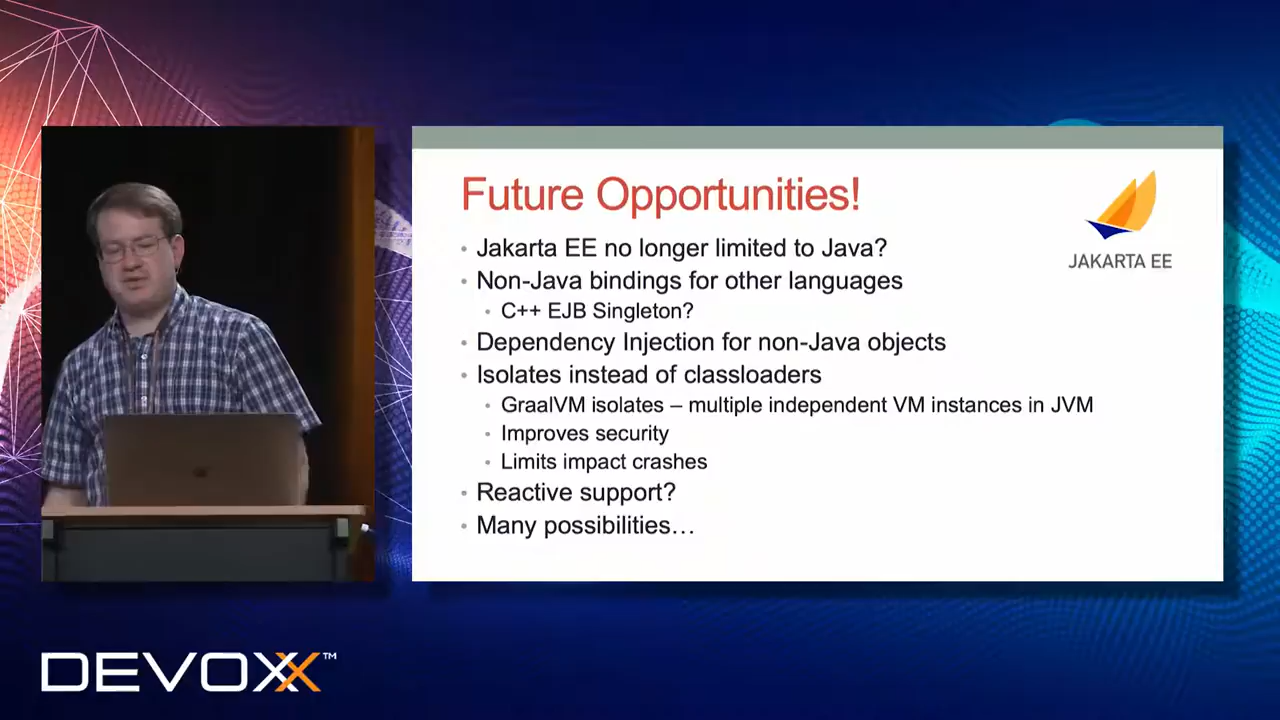 Future Opportunities!
JAKARTA EE
• Jakarta EE no longer limited to Java?
• Non-Java bindings for other languages
• C++ EJB Singleton?
• Dependency Injection for non-Java objects
• Isolates instead of classloaders
• GraalVM isolates – multiple independent VM instances in JVM
• Improves security
• Limits impact crashes
• Reactive support?
• Many possibilities…
DEVOXX™